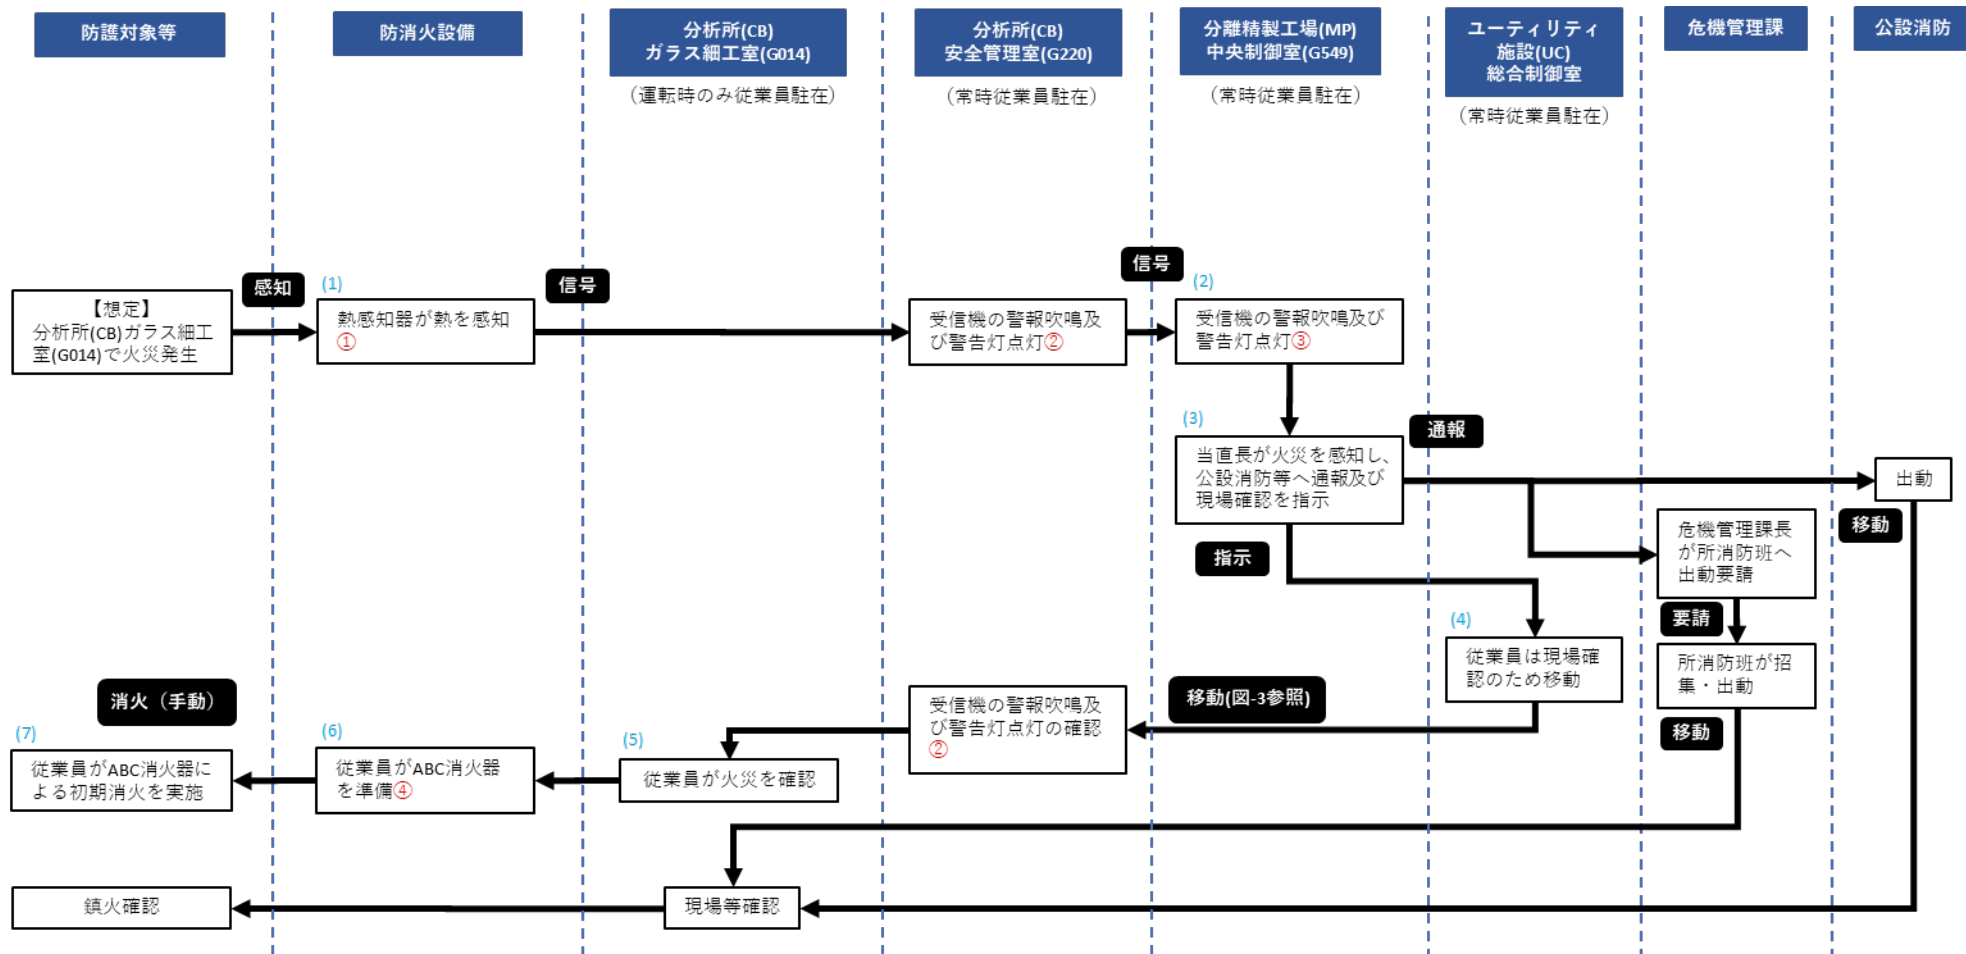 防護対象等
防消火設備
分析所(CB)
ガラス細工室(G014)
（運転時のみ従業員駐在）
分析所(CB)
安全管理室(G220)
（常時従業員駐在）
分離精製工場(MP)
中央制御室(G549)
（常時従業員駐在）
ユーティリティ
施設(UC)
総合制御室
（常時従業員駐在）
危機管理課
公設消防
【想定】
分析所(CB)ガラス細工
室(G014)で火災発生
感知
(1)
熱感知器が熱を感知
①
信号
受信機の警報吹鳴及
び警告灯点灯②
信号
(2)
受信機の警報吹鳴及び
警告灯点灯③
(3)
当直長が火災を感知し、
公設消防等へ通報及び
現場確認を指示
通報
出動
移動
危機管理課長
が所消防班へ
出動要請
指示
要請
(4)
従業員は現場確
認のため移動
所消防班が招
集・出動
移動
移動(図-3参照)
受信機の警報吹鳴及
び警告灯点灯の確認
②
(5)
従業員が火災を確認
(6)
従業員がABC消火器
を準備④
消火（手動）
(7)
従業員がABC消火器に
よる初期消火を実施
現場等確認
鎮火確認